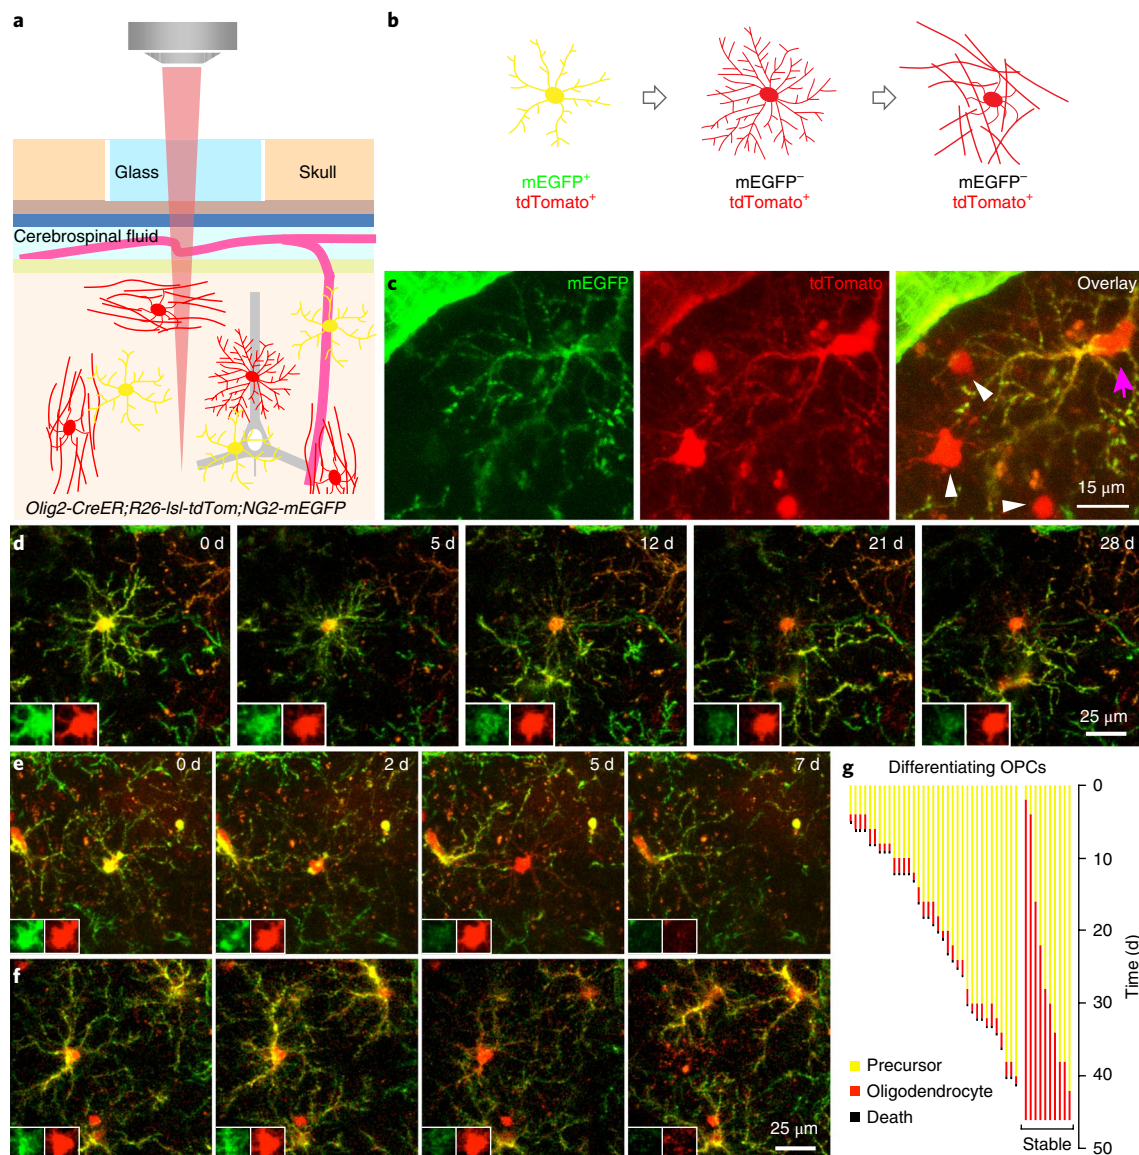 a
Glass
Skull
Cerebrospinal fluid
Olig2-CreER;R26-lsl-tdTom;NG2-mEGFP
b
mEGFP⁺
tdTomato⁺
mEGFP⁻
tdTomato⁺
mEGFP⁻
tdTomato⁺
c
mEGFP
tdTomato
Overlay
15 μm
d
0 d
5 d
12 d
21 d
28 d
25 μm
e
0 d
2 d
5 d
7 d
f
25 μm
g
Differentiating OPCs
0
10
20
30
40
50
Time (d)
Precursor
Oligodendrocyte
Death
Stable